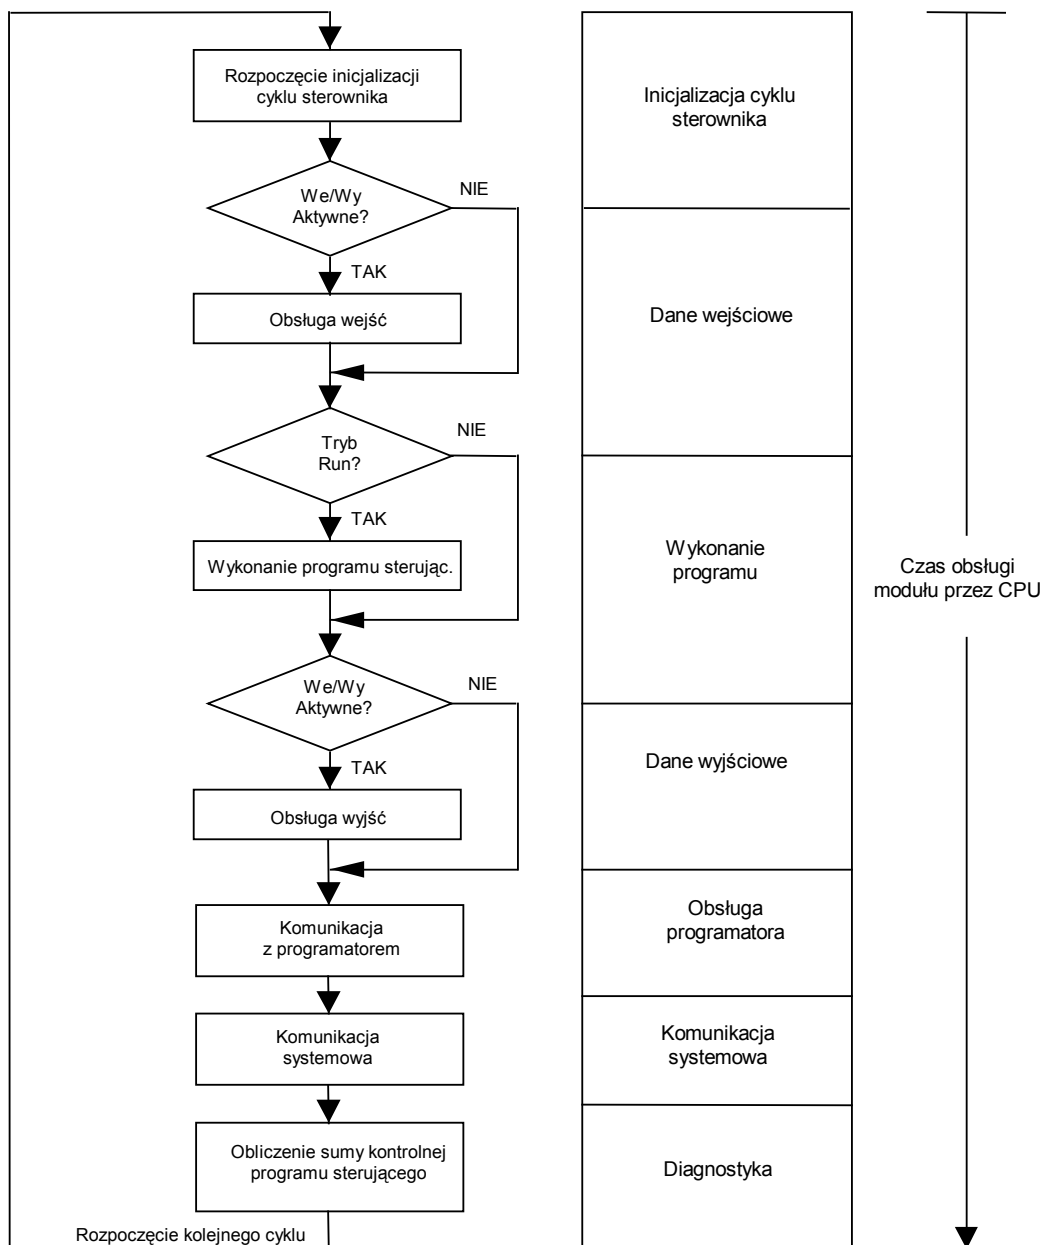 Rozpoczęcie inicjalizacji
cyklu sterownika
We/Wy
Aktywne?
NIE
TAK
Obsługa wejść
Tryb
Run?
NIE
TAK
Wykonanie programu sterując.
We/Wy
Aktywne?
NIE
TAK
Obsługa wyjść
Komunikacja
z programatorem
Komunikacja
systemowa
Obliczenie sumy kontrolnej
programu sterującego
Rozpoczęcie kolejnego cyklu
Inicjalizacja cyklu
sterownika
Dane wejściowe
Wykonanie
programu
Dane wyjściowe
Obsługa
programatora
Komunikacja
systemowa
Diagnostyka
Czas obsługi
modułu przez CPU